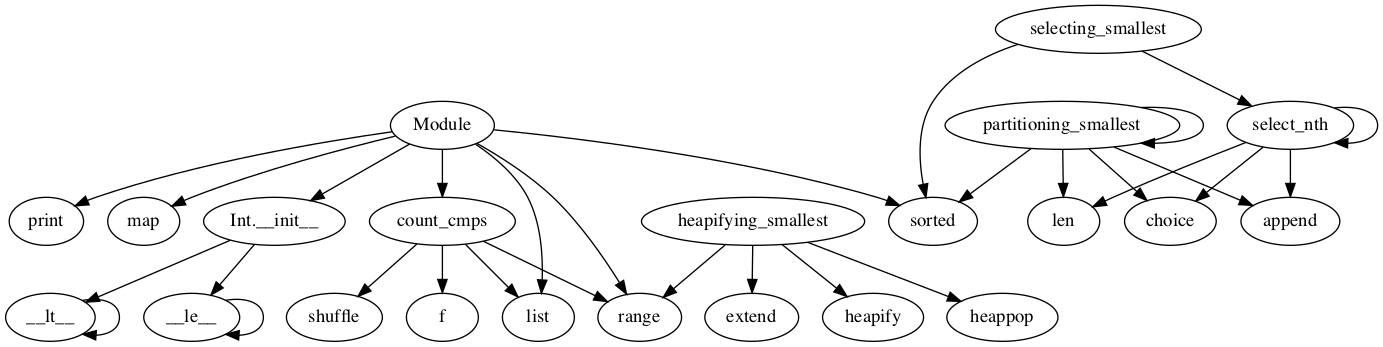 selecting_smallest
Module
partitioning_smallest
select_nth
print
map
Int.__init__
count_cmps
heapifying_smallest
sorted
len
choice
append
__lt__
__le__
shuffle
f
list
range
extend
heapify
heappop